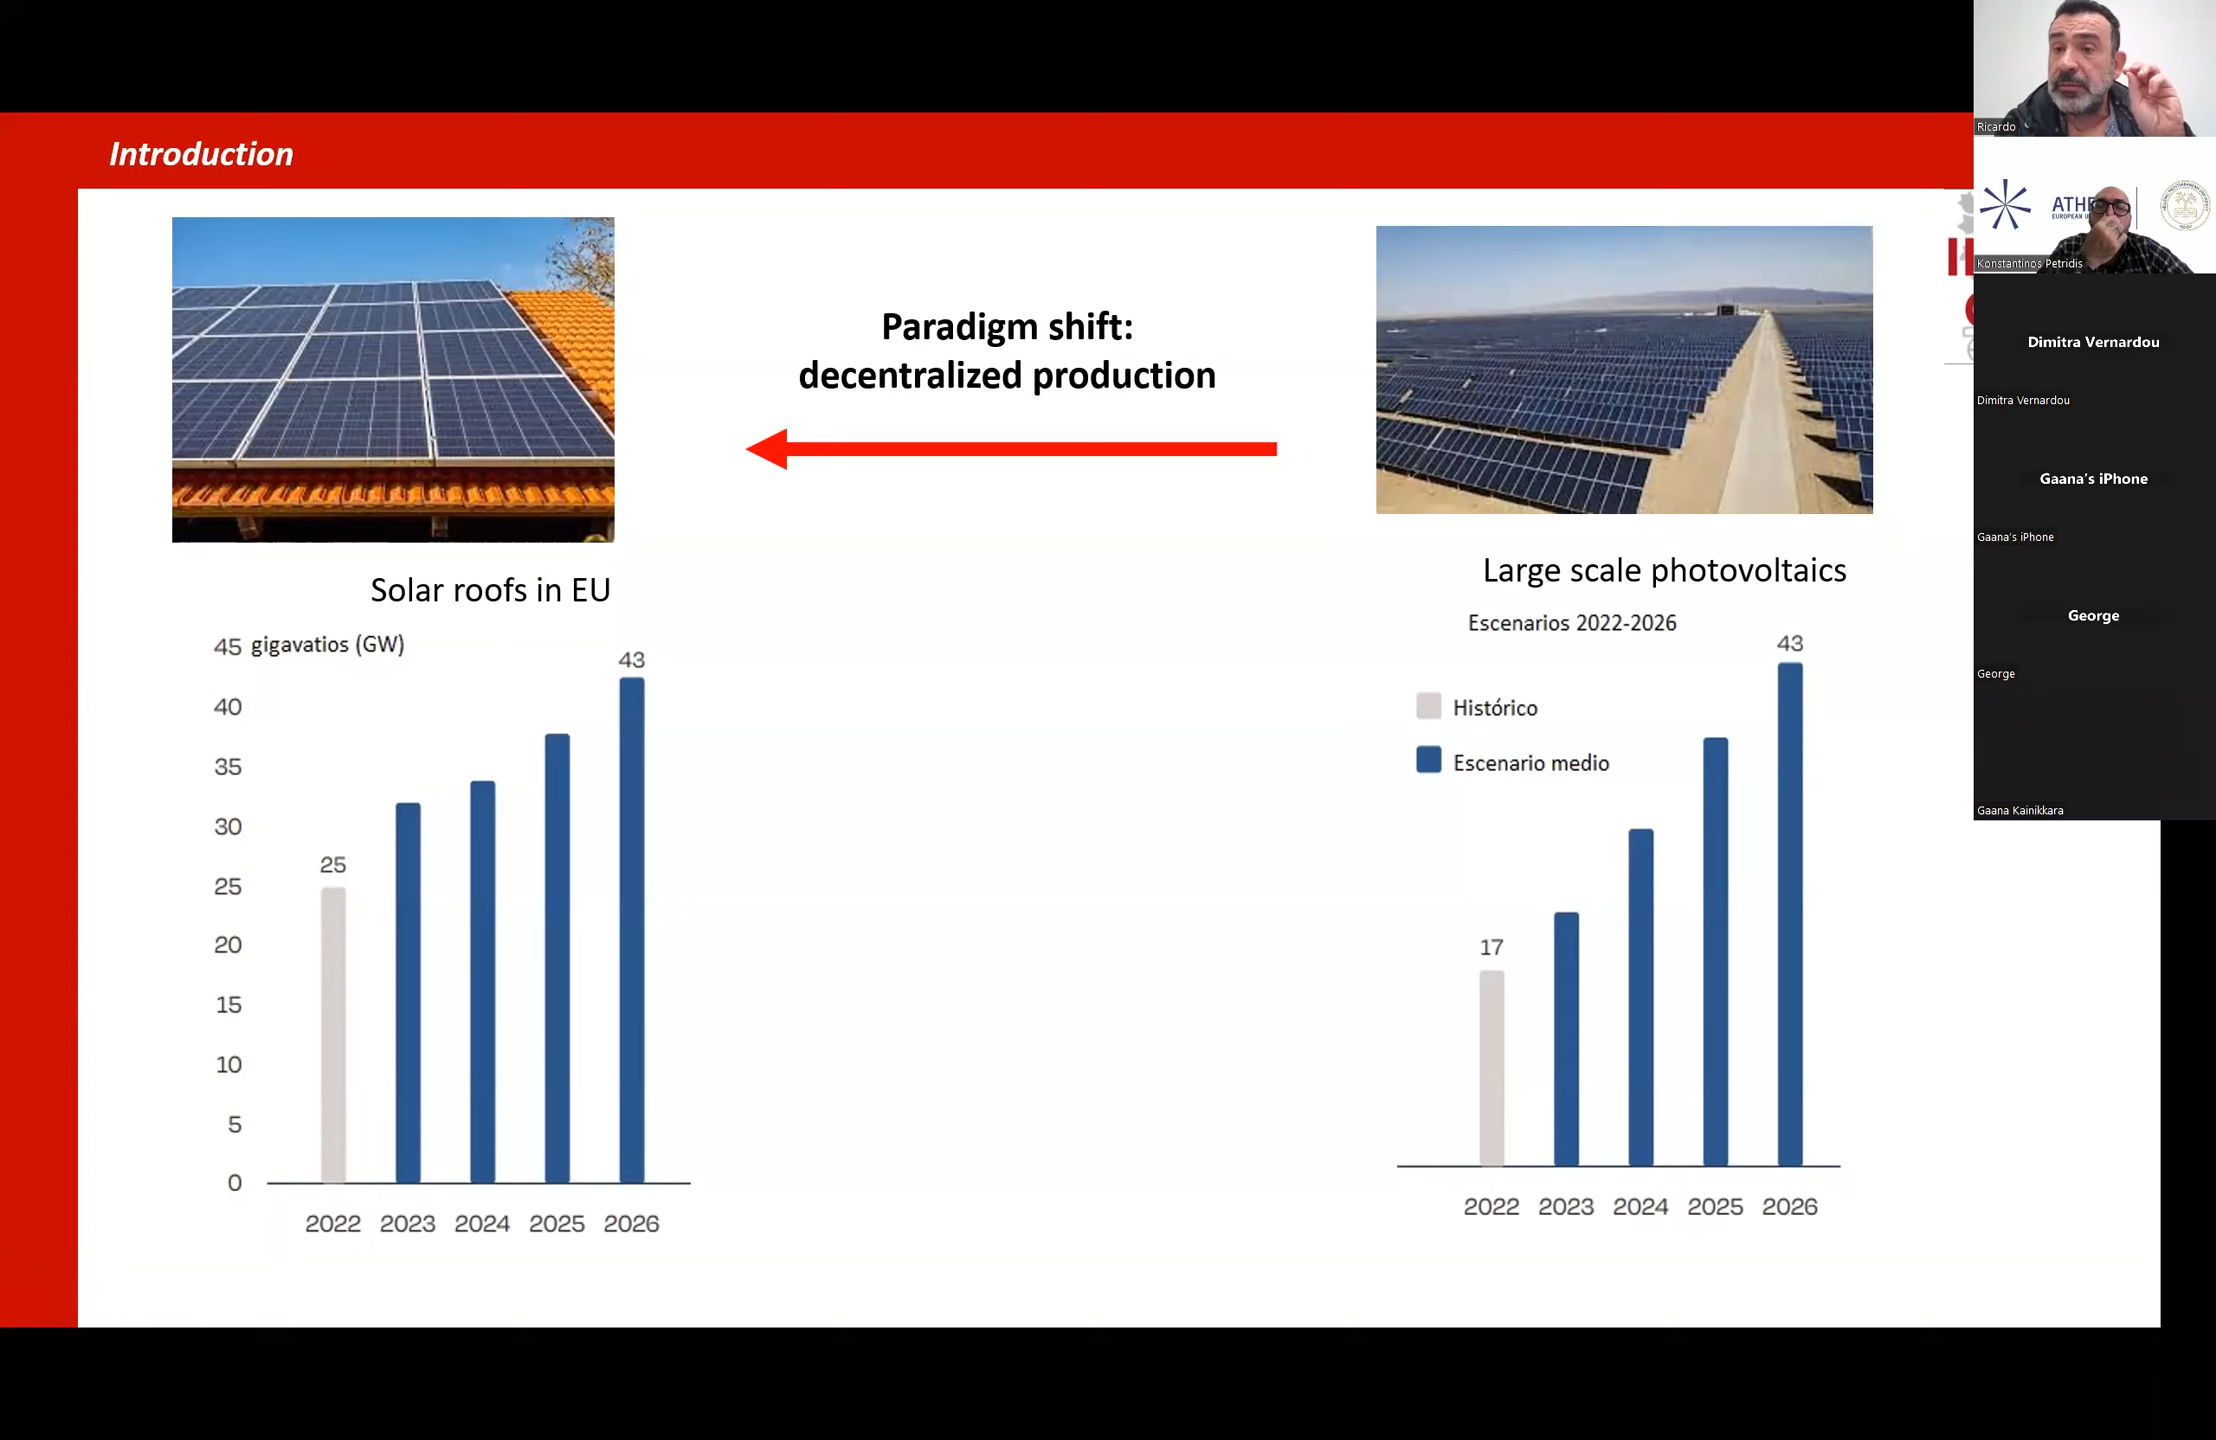 Introduction
Paradigm shift:
decentralized production
Solar roofs in EU
gigavatios (GW)
45
40
35
30
25
20
15
10
5
0
25
43
2022 2023 2024 2025 2026
Large scale photovoltaics
Escenarios 2022-2026
Histórico
Escenario medio
17
43
2022 2023 2024 2025 2026
Ricardo
Konstantinos Petridis
Dimitra Vernardou
Dimitra Vernardou
Gaana's iPhone
Gaana's iPhone
George
George
Gaana Kainikkara